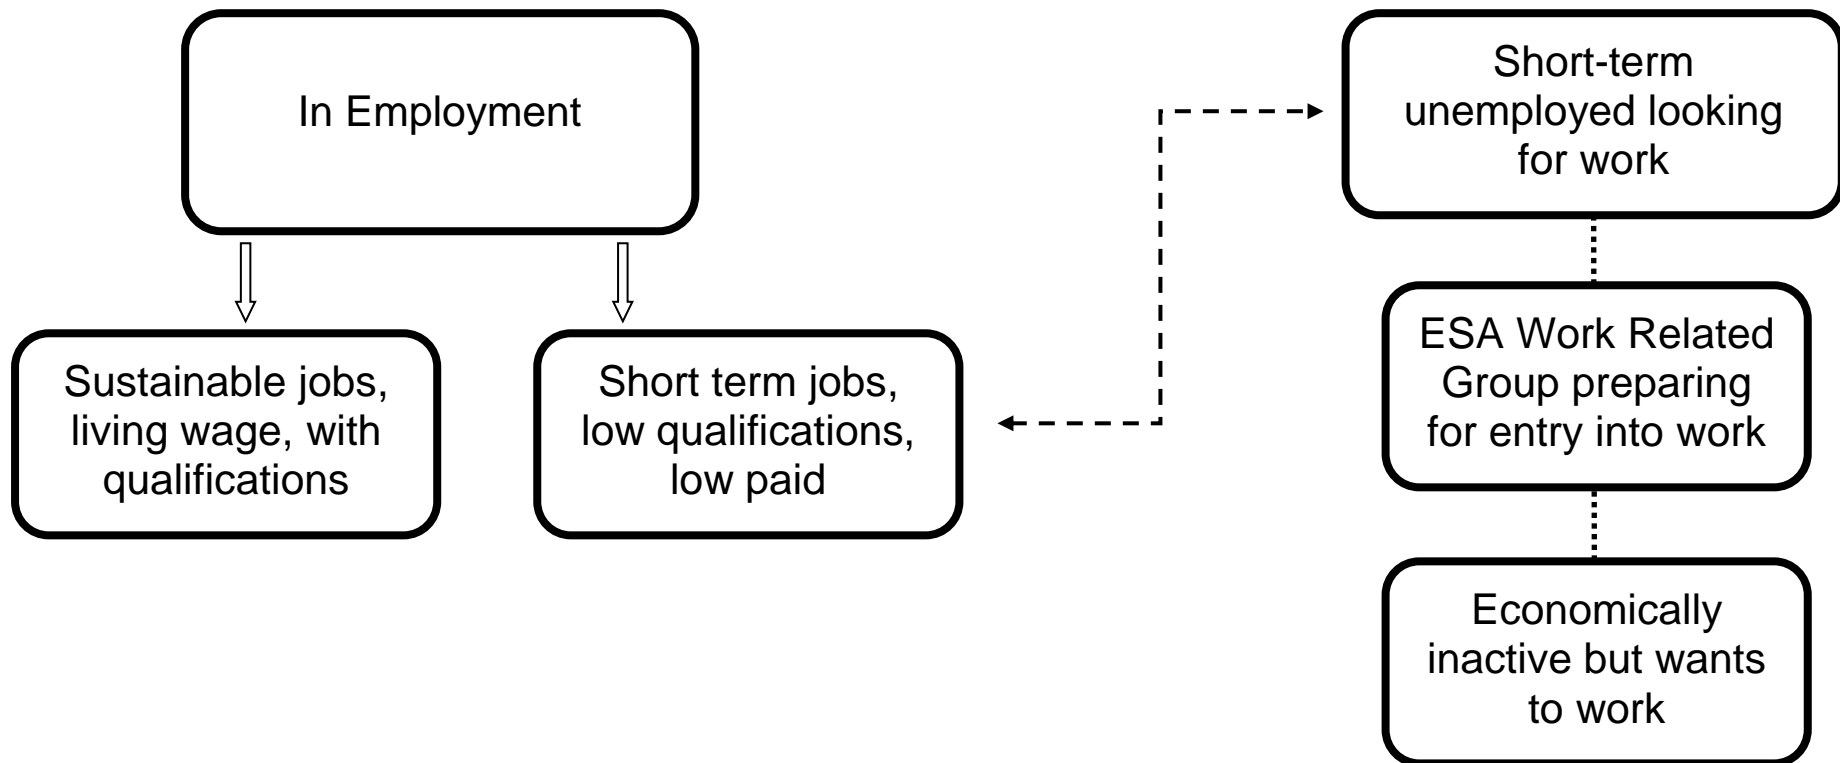 In Employment
Short-term
unemployed looking
for work
Sustainable jobs,
living wage, with
qualifications
Short term jobs,
low qualifications,
low paid
ESA Work Related
Group preparing
for entry into work
Economically
inactive but wants
to work